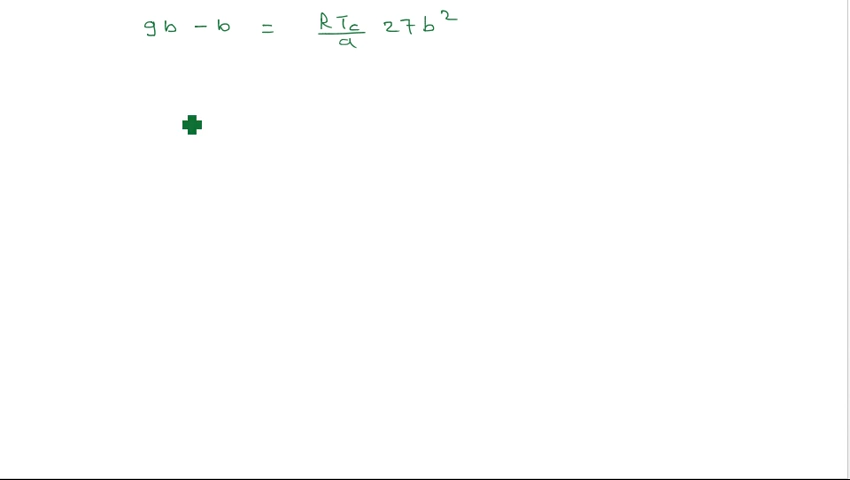 9b - b = RTc/a 27b²